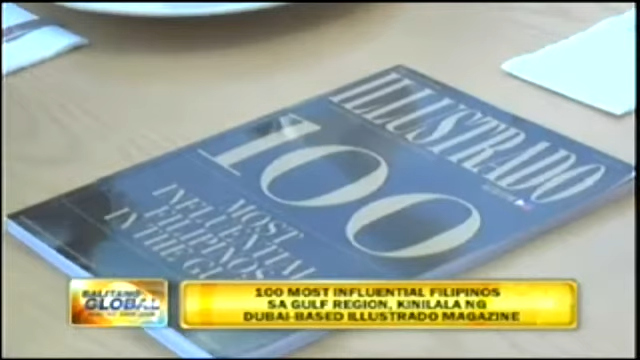 ILLUSTRADO
100
MOST
INFLUENTIAL
FILIPINOS
IN THE GU
BALITANG
GLOBAL
100 MOST INFLUENTIAL FILIPINOS
SA GULF REGION, KINILALA NG
DUBAI-BASED ILLUSTRADO MAGAZINE